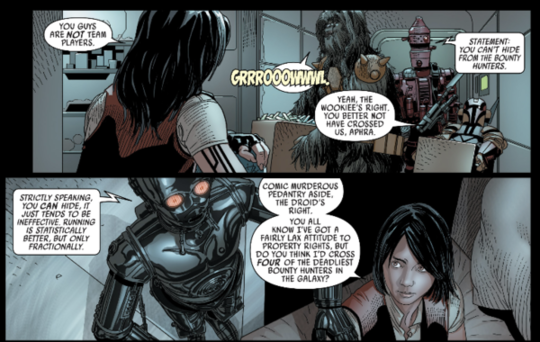 YOU GUYS
ARE NOT TEAM
PLAYERS.
GRRROOOWWWL.
STATEMENT:
YOU CAN'T HIDE
FROM THE BOUNTY
HUNTERS.
YEAH, THE
WOOKIEE'S RIGHT.
YOU BETTER NOT
HAVE CROSSED
US, APHRA.
STRICTLY SPEAKING,
YOU CAN HIDE, IT
JUST TENDS TO BE
INEFFECTIVE. RUNNING
IS STATISTICALLY
BETTER, BUT ONLY
FRACTIONALLY.
COMIC MURDEROUS
PEDANTRY ASIDE,
THE DROID'S
RIGHT.
YOU ALL
KNOW I'VE GOT A
FAIRLY LAX ATTITUDE TO
PROPERTY RIGHTS, BUT
DO YOU THINK I'D CROSS
FOUR OF THE DEADLIEST
BOUNTY HUNTERS IN
THE GALAXY?